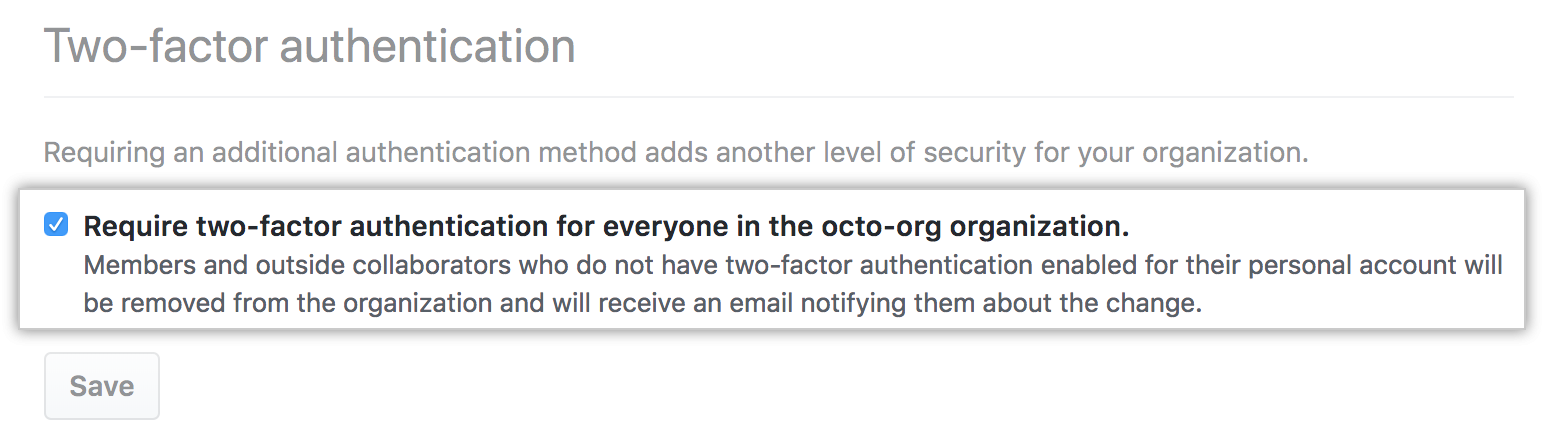 Two-factor authentication
Requiring an additional authentication method adds another level of security for your organization.
Require two-factor authentication for everyone in the octo-org organization.
Members and outside collaborators who do not have two-factor authentication enabled for their personal account will
be removed from the organization and will receive an email notifying them about the change.
Save